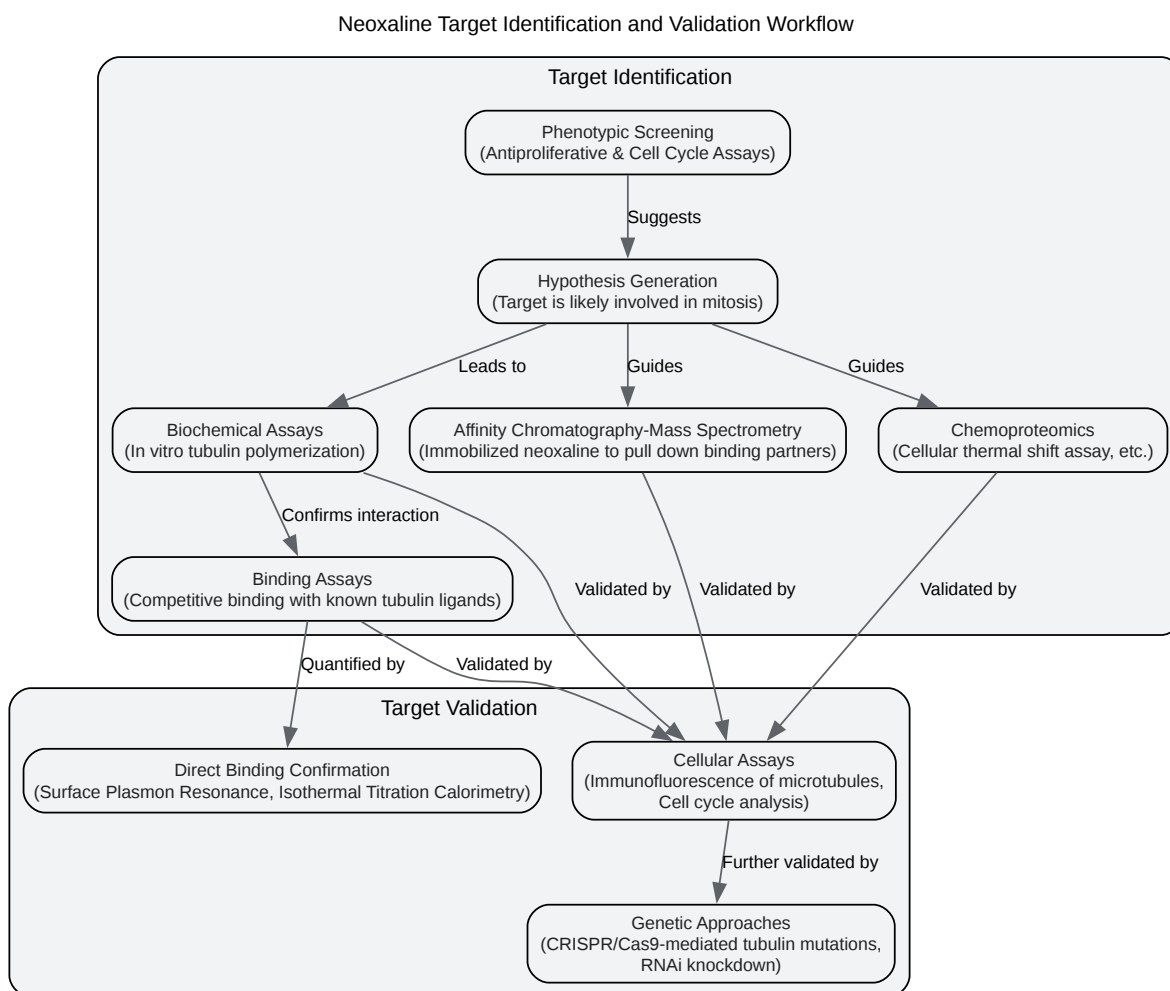 Neoxaline Target Identification and Validation Workflow
Target Identification
Phenotypic Screening
(Antiproliferative & Cell Cycle Assays)
Suggests
Hypothesis Generation
(Target is likely involved in mitosis)
Leads to
Guides
Guides
Biochemical Assays
(In vitro tubulin polymerization)
Affinity Chromatography-Mass Spectrometry
(Immobilized neoxaline to pull down binding partners)
Chemoproteomics
(Cellular thermal shift assay, etc.)
Confirms interaction
Binding Assays
(Competitive binding with known tubulin ligands)
Validated by
Validated by
Validated by
Quantified by
Validated by
Target Validation
Direct Binding Confirmation
(Surface Plasmon Resonance, Isothermal Titration Calorimetry)
Cellular Assays
(Immunofluorescence of microtubules,
Cell cycle analysis)
Further validated by
Genetic Approaches
(CRISPR/Cas9-mediated tubulin mutations,
RNAi knockdown)